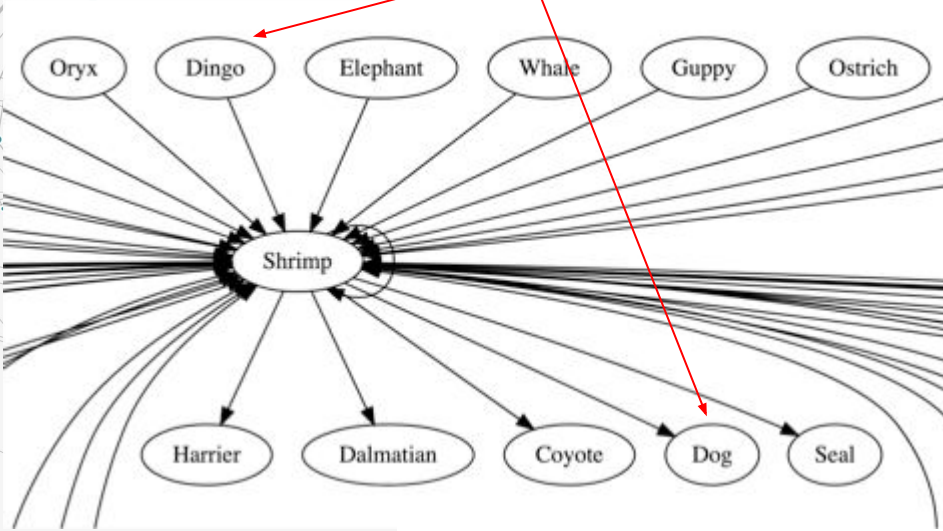 Oryx Dingo Elephant Whale Guppy Ostrich
Shrimp
Harrier Dalmatian Coyote Dog Seal